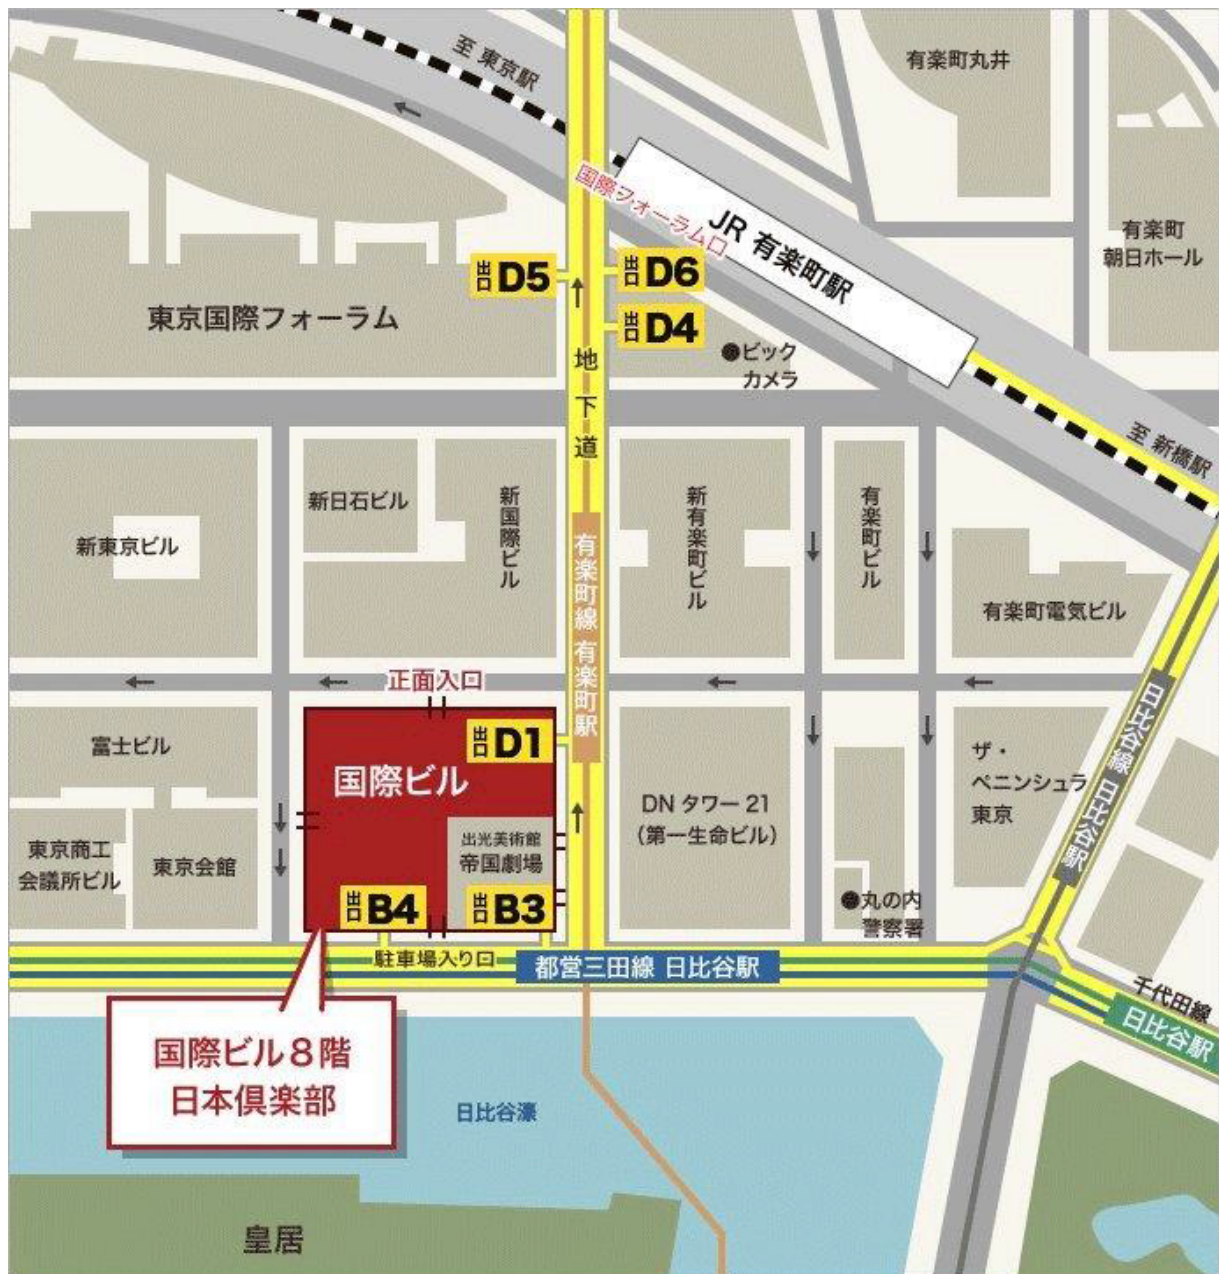 至 東京駅
有楽町丸井
国際フォーラム口
JR 有楽町駅
有楽町
朝日ホール
出口 D5
出口 D6
東京国際フォーラム
出口 D4
ビック
カメラ
地下道
至 新橋駅
新東京ビル
新日石ビル
新国際ビル
有楽町線 有楽町駅
新有楽町ビル
有楽町ビル
有楽町電気ビル
正面入口
富士ビル
国際ビル
出口 D1
日比谷線 日比谷駅
ザ・
ペニンシュラ
東京
DN タワー 21
(第一生命ビル)
出光美術館
帝国劇場
東京商工
会議所ビル
東京会館
出口 B4
出口 B3
丸の内
警察署
駐車場入り口
都営三田線 日比谷駅
千代田線
日比谷駅
国際ビル8階
日本倶楽部
日比谷濠
皇居